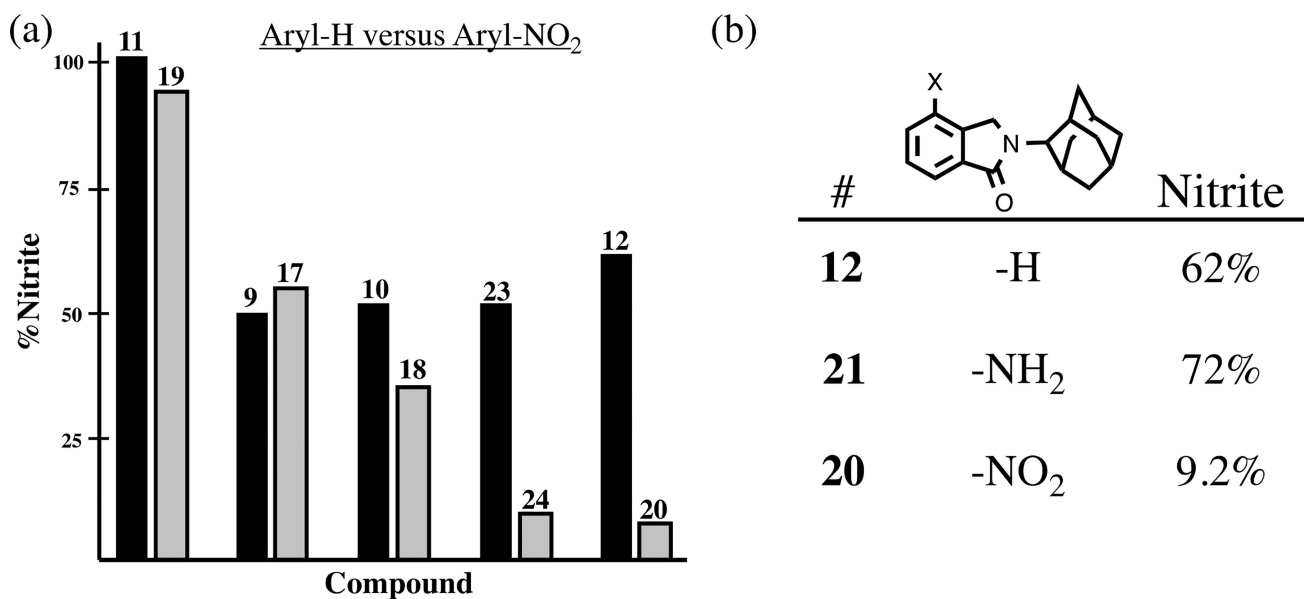 (a)
Aryl-H versus Aryl-NO₂
%Nitrite
100
75
50
25
11
19
9
17
10
18
23
24
12
20
Compound
(b)
X
N
O
# Nitrite
12 -H 62%
21 -NH₂ 72%
20 -NO₂ 9.2%